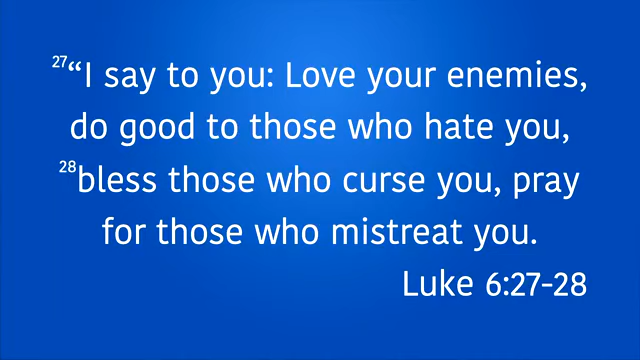 27“I say to you: Love your enemies,
do good to those who hate you,
28bless those who curse you, pray
for those who mistreat you.
Luke 6:27-28